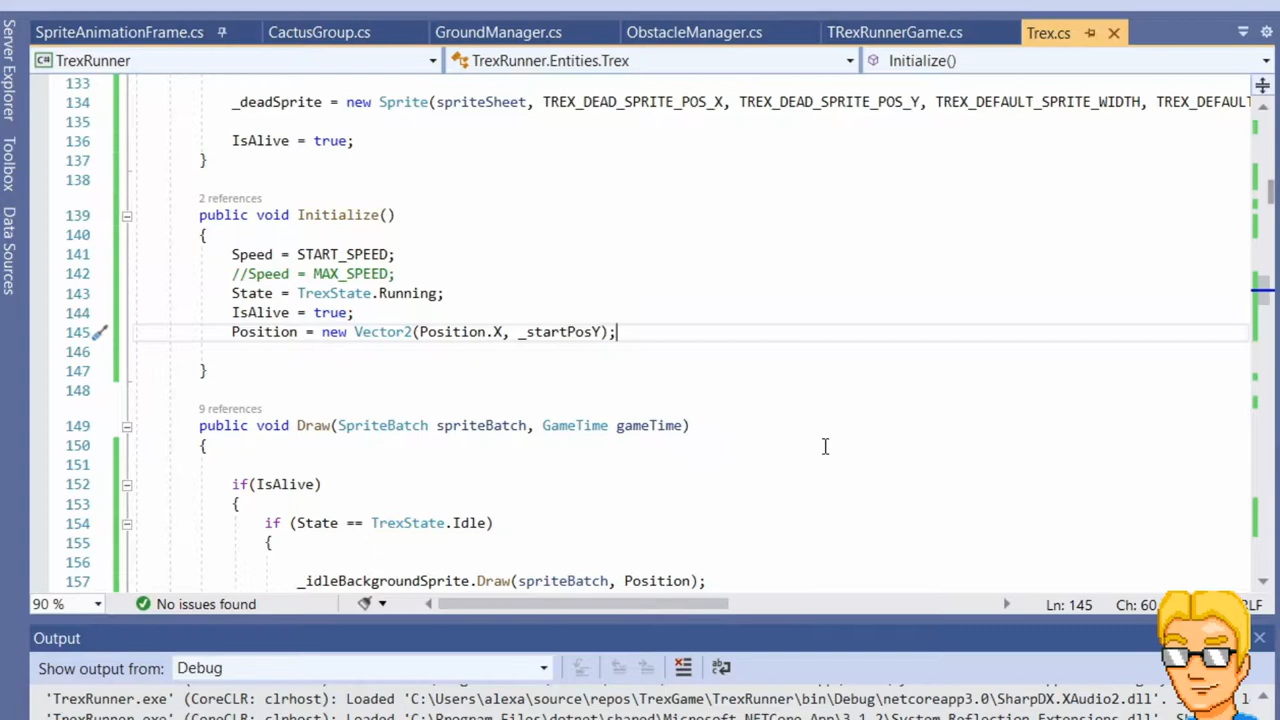 Server Explorer
Toolbox
Data Sources
SpriteAnimationFrame.cs
CactusGroup.cs
GroundManager.cs
ObstacleManager.cs
TRexRunnerGame.cs
Trex.cs
C# TrexRunner
TrexRunner.Entities.Trex
Initialize()
133
134 _deadSprite = new Sprite(spriteSheet, TREX_DEAD_SPRITE_POS_X, TREX_DEAD_SPRITE_POS_Y, TREX_DEFAULT_SPRITE_WIDTH, TREX_DEFAULT
135
136 IsAlive = true;
137 }
138
2 references
139 public void Initialize()
140 {
141 Speed = START_SPEED;
142 //Speed = MAX_SPEED;
143 State = TrexState.Running;
144 IsAlive = true;
145 Position = new Vector2(Position.X, _startPosY);
146
147 }
148
9 references
149 public void Draw(SpriteBatch spriteBatch, GameTime gameTime)
150 {
151
152 if(IsAlive)
153 {
154 if (State == TrexState.Idle)
155 {
156
157 _idleBackgroundSprite.Draw(spriteBatch, Position);
90 %
No issues found
Ln: 145
Ch: 60
Output
Show output from: Debug
'TrexRunner.exe' (CoreCLR: clrhost): Loaded 'C:\Users\alexa\source\repos\TrexGame\TrexRunner\bin\Debug\netcoreapp3.0\SharpDX.XAudio2.dll'.